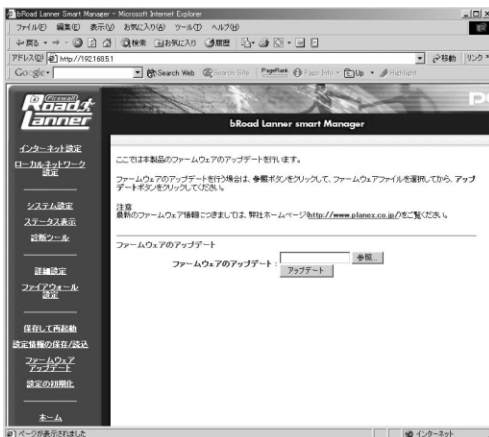 bRoad Lanner Smart Manager - Microsoft Internet Explorer
ファイル(F) 編集(E) 表示(V) お気に入り(A) ツール(T) ヘルプ(H)
戻る 検索 お気に入り 履歴
アドレス(D) http://192.168.5.1 移動 リンク
Google Search Web Search Site PageRank Page Info Up Highlight
Firewall
Road
Lanner
bRoad Lanner smart Manager
インターネット設定
ローカルネットワーク
設定
システム設定
ステータス表示
診断ツール
詳細設定
ファイアウォール
設定
保存して再起動
設定情報の保存/読込
ファームウェア
アップデート
設定の初期化
ホーム
ここでは本製品のファームウェアのアップデートを行います。
ファームウェアのアップデートを行う場合は、参照ボタンをクリックして、ファームウェアファイルを選択してから、アップ
デートボタンをクリックしてください。
注意
最新のファームウェア情報につきましては、弊社ホームページ(http://www.planex.co.jp/)をご覧ください。
ファームウェアのアップデート
ファームウェアのアップデート : 参照...
アップデート
ページが表示されました インターネット